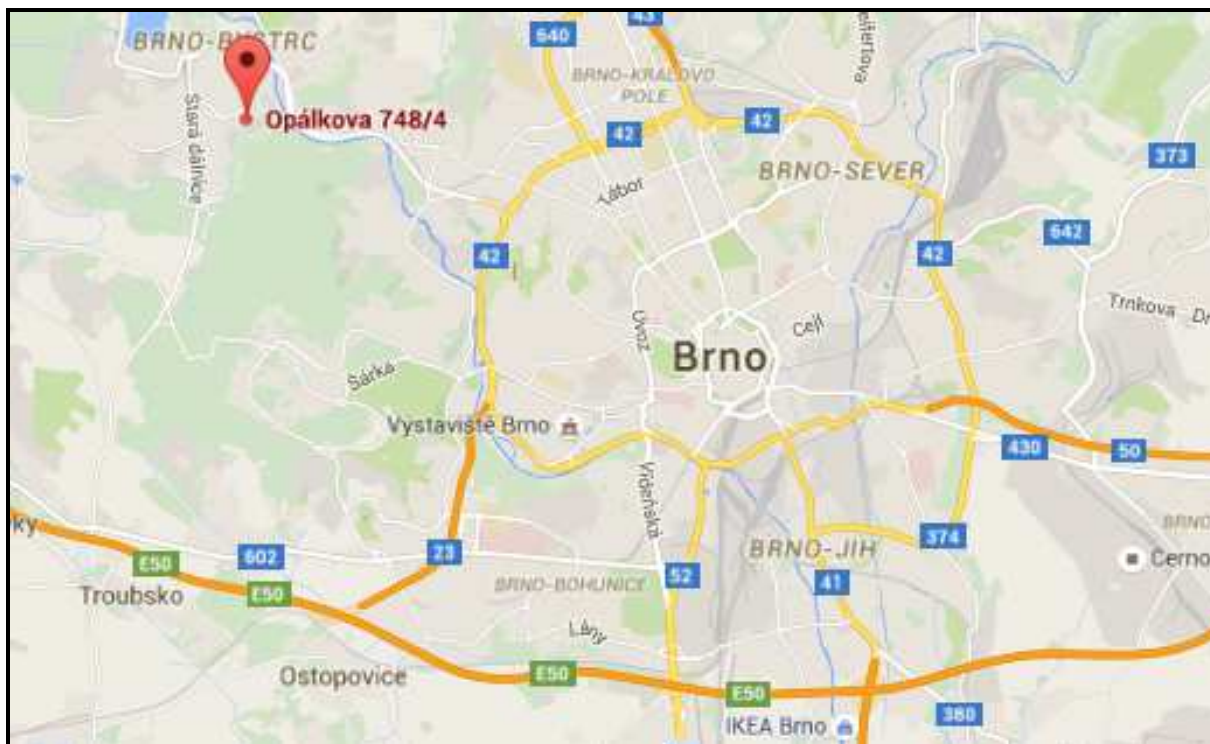 43
640
BRNO-BYSTRC
BRNO-KRÁLOVO
POLE
Stará dálnice
Opálkova 748/4
42
42
373
Tábor
BRNO-SEVER
642
42
42
Trnkova
Úvoz
Cejl
Brno
Šárka
Výstaviště Brno
430
50
Vídeňská
374
602
23
E50
BRNO-JIH
Černo
52
BRNO-BOHUNICE
41
Troubsko
E50
Lány
Ostopovice
E50
E50
IKEA Brno
380